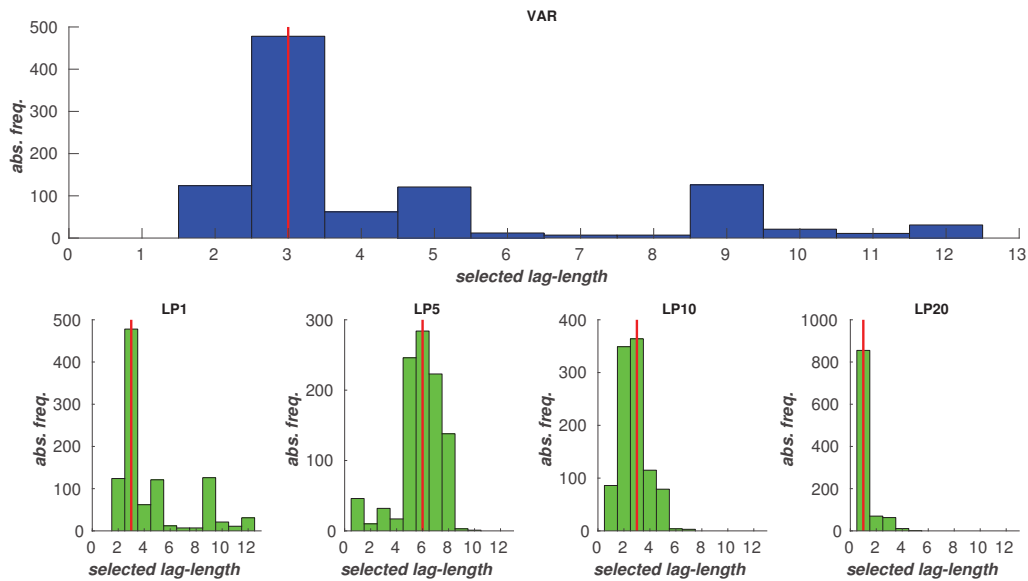 VAR
500
400
300
200
100
0
abs. freq.
0 1 2 3 4 5 6 7 8 9 10 11 12 13
selected lag-length
LP1
500
400
300
200
100
0
abs. freq.
0 2 4 6 8 10 12
selected lag-length
LP5
300
200
100
0
abs. freq.
0 2 4 6 8 10 12
selected lag-length
LP10
400
300
200
100
0
abs. freq.
0 2 4 6 8 10 12
selected lag-length
LP20
1000
800
600
400
200
0
abs. freq.
0 2 4 6 8 10 12
selected lag-length